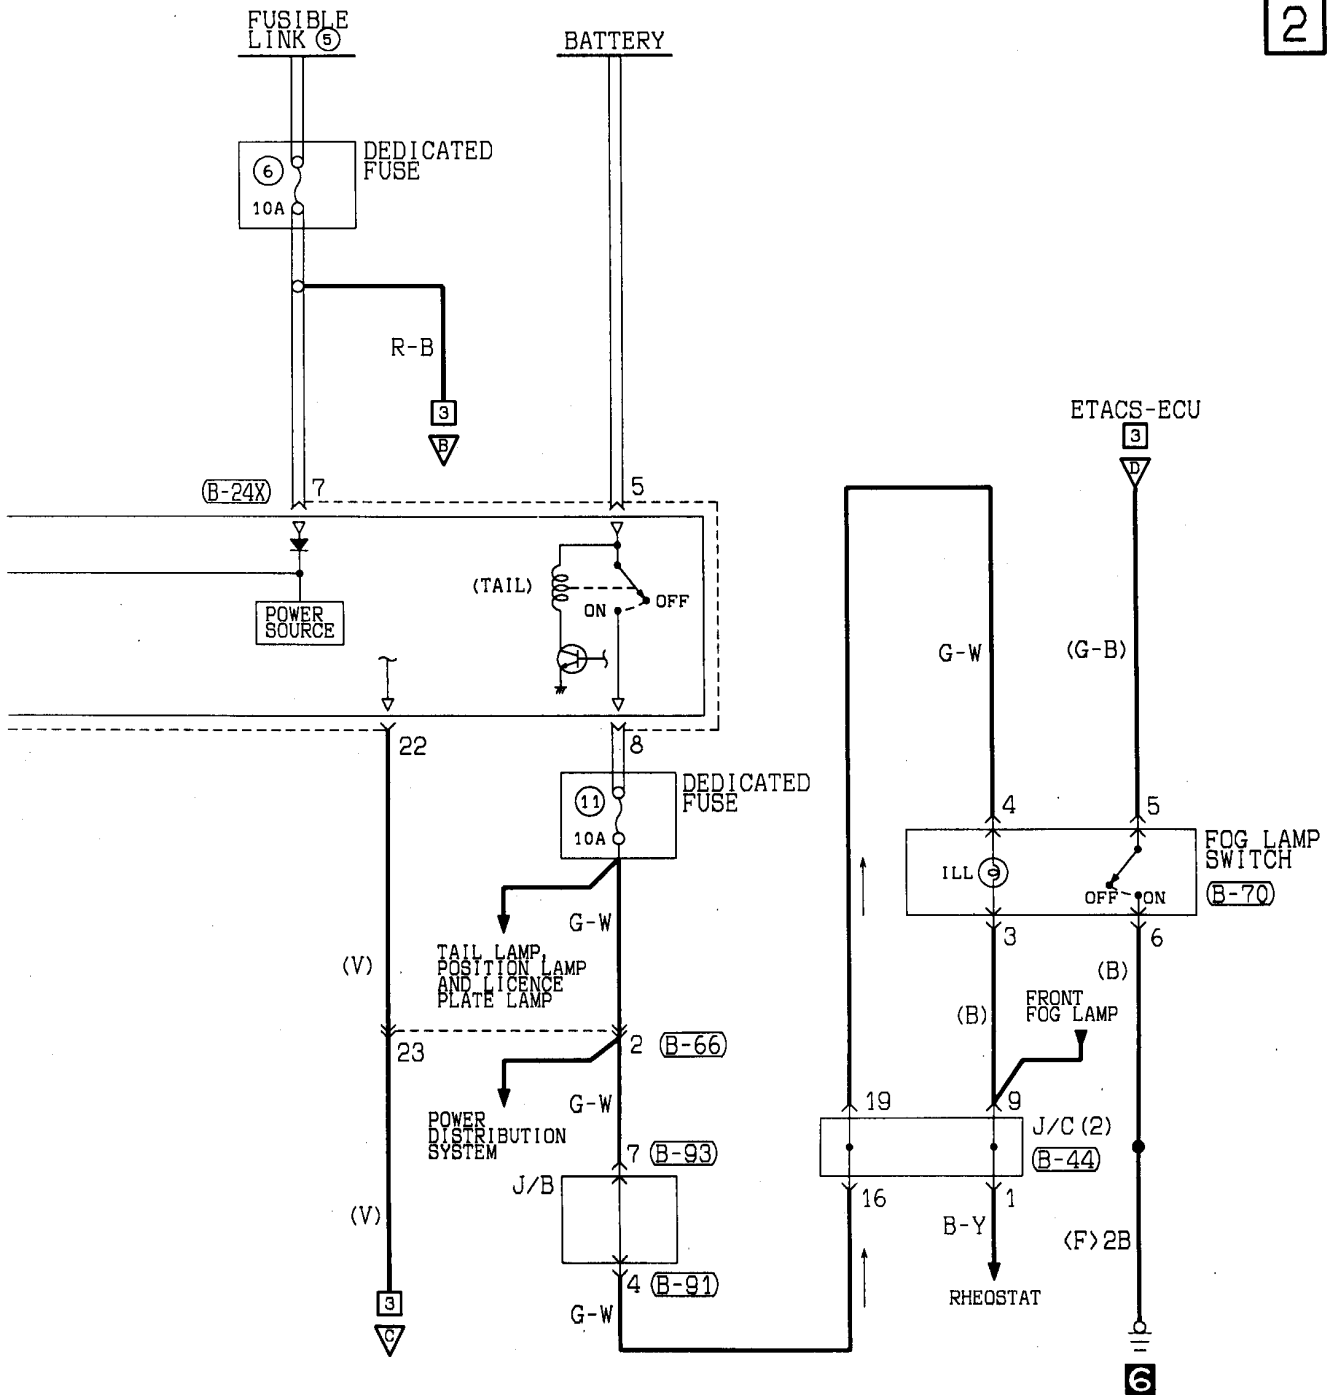 2
FUSIBLE
LINK ⑤
BATTERY
⑥
10A
DEDICATED
FUSE
R-B
3
B
ETACS-ECU
3
D
(B-24X)
7
5
(TAIL)
ON
OFF
POWER
SOURCE
G-W
(G-B)
22
8
⑪
10A
DEDICATED
FUSE
4
5
FOG LAMP
SWITCH
ILL
OFF
ON
(B-70)
G-W
3
6
TAIL LAMP,
POSITION LAMP
AND LICENCE
PLATE LAMP
(V)
(B)
(B)
FRONT
FOG LAMP
23
2
(B-66)
G-W
19
9
POWER
DISTRIBUTION
SYSTEM
7
(B-93)
J/C(2)
(B-44)
J/B
16
1
(V)
B-Y
⟨F⟩2B
4
(B-91)
G-W
RHEOSTAT
3
C
6